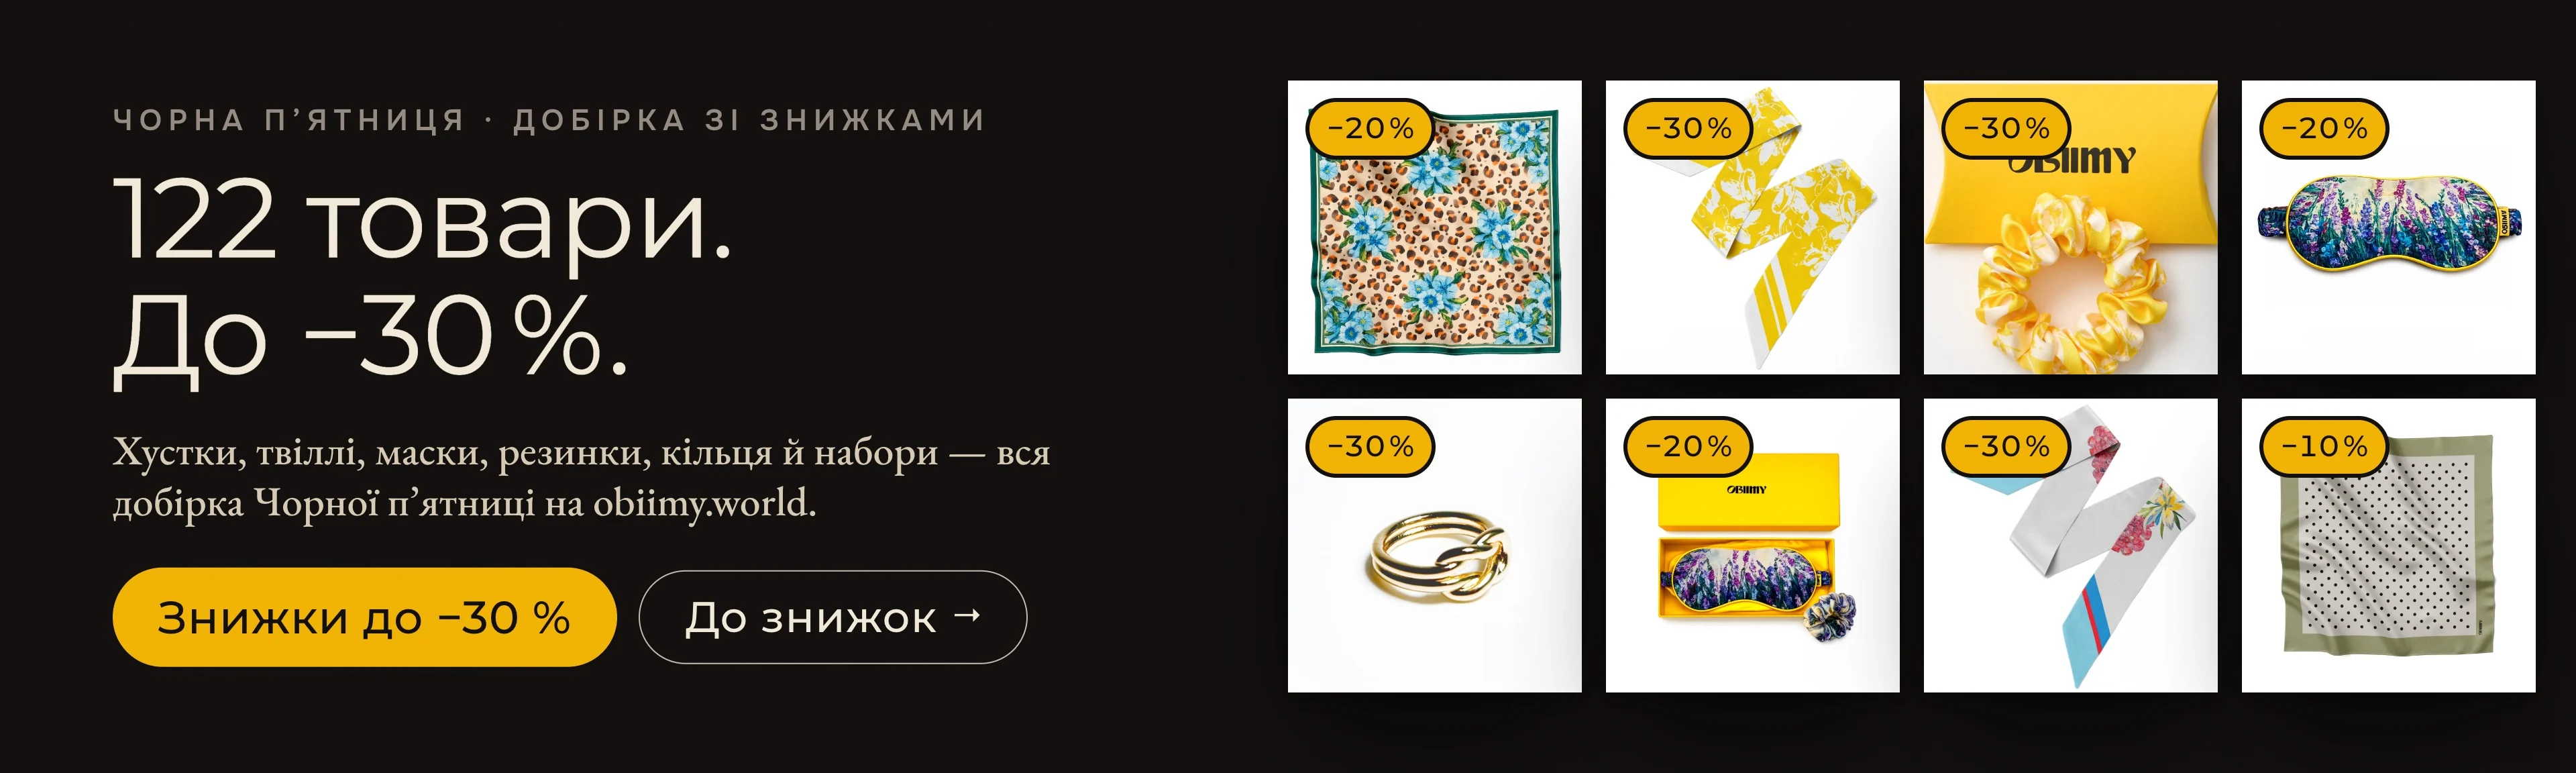 ЧОРНА П’ЯТНИЦЯ · ДОБІРКА ЗІ ЗНИЖКАМИ
122 товари.
До −30 %.
Хустки, твіллі, маски, резинки, кільця й набори — вся
добірка Чорної п’ятниці на obiimy.world.
Знижки до −30 %
До знижок →
−20 %
−30 %
−30 %
OBIIMY
−20 %
OBIIMY
−30 %
−20 %
OBIIMY
−30 %
−10 %